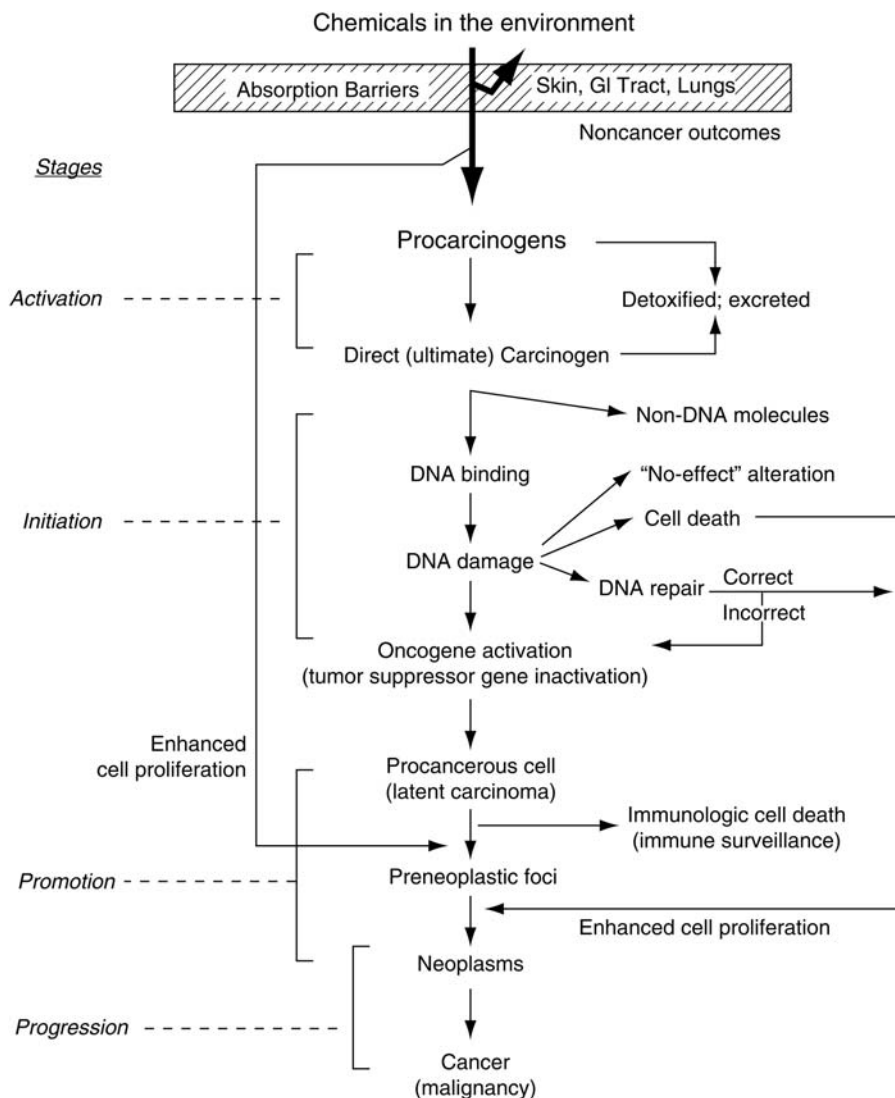 Chemicals in the environment
Absorption Barriers
Skin, GI Tract, Lungs
Noncancer outcomes
Stages
Procarcinogens
Activation
Detoxified; excreted
Direct (ultimate) Carcinogen
Non-DNA molecules
DNA binding
“No-effect” alteration
Initiation
Cell death
DNA damage
DNA repair
Correct
Incorrect
Oncogene activation
(tumor suppressor gene inactivation)
Enhanced
cell proliferation
Procancerous cell
(latent carcinoma)
Immunologic cell death
(immune surveillance)
Promotion
Preneoplastic foci
Enhanced cell proliferation
Neoplasms
Progression
Cancer
(malignancy)